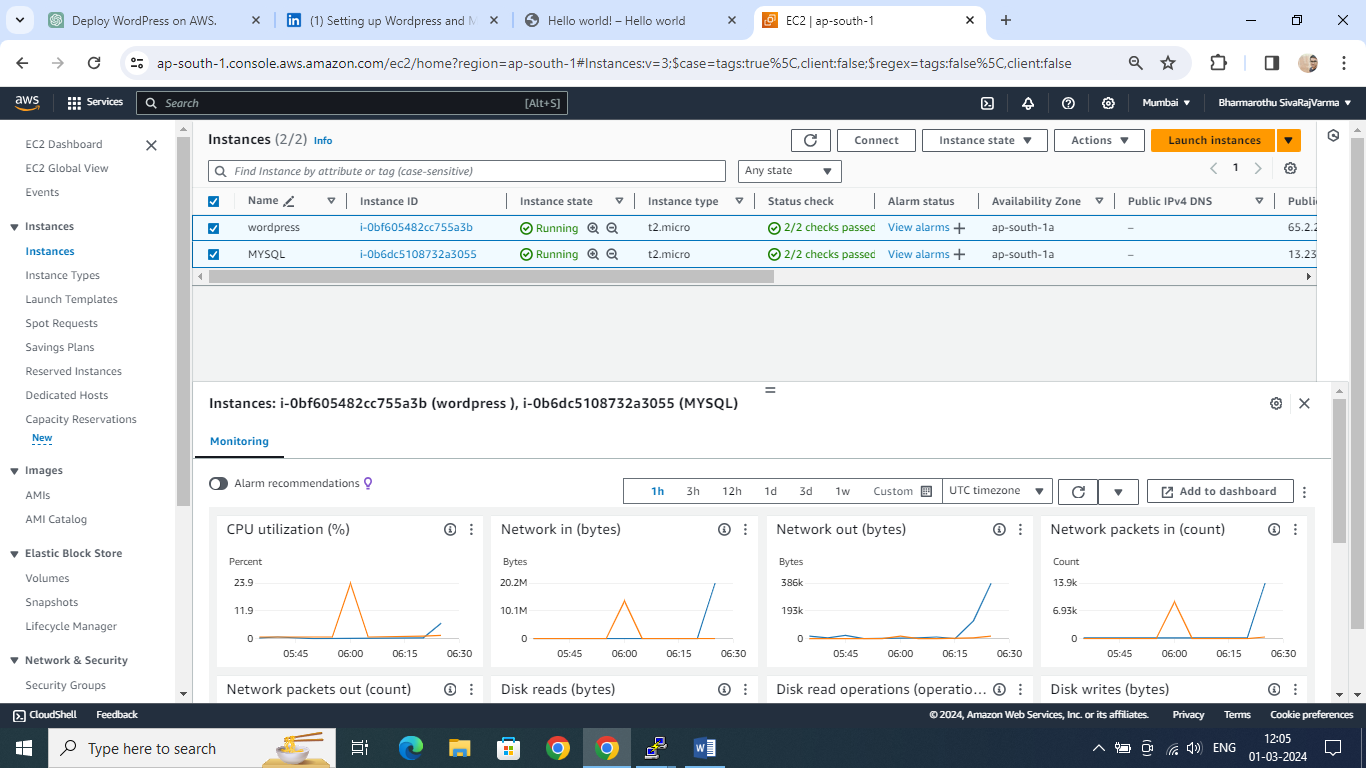 Deploy WordPress on AWS.
(1) Setting up Wordpress and M
Hello world! – Hello world
EC2 | ap-south-1
ap-south-1.console.aws.amazon.com/ec2/home?region=ap-south-1#Instances:v=3;$case=tags:true%5C,client:false;$regex=tags:false%5C,client:false
aws Services Search [Alt+S] Mumbai Bharmarothu SivaRajVarma
EC2 Dashboard
EC2 Global View
Events
Instances
Instances
Instance Types
Launch Templates
Spot Requests
Savings Plans
Reserved Instances
Dedicated Hosts
Capacity Reservations
New
Images
AMIs
AMI Catalog
Elastic Block Store
Volumes
Snapshots
Lifecycle Manager
Network & Security
Security Groups
Instances (2/2) Info Connect Instance state Actions Launch instances
Find Instance by attribute or tag (case-sensitive) Any state 1
Name Instance ID Instance state Instance type Status check Alarm status Availability Zone Public IPv4 DNS Public
wordpress i-0bf605482cc755a3b Running t2.micro 2/2 checks passed View alarms ap-south-1a – 65.2.2
MYSQL i-0b6dc5108732a3055 Running t2.micro 2/2 checks passed View alarms ap-south-1a – 13.23
Instances: i-0bf605482cc755a3b (wordpress ), i-0b6dc5108732a3055 (MYSQL)
Monitoring
Alarm recommendations 1h 3h 12h 1d 3d 1w Custom UTC timezone Add to dashboard
CPU utilization (%)
Percent
23.9
11.9
0
05:45 06:00 06:15 06:30
Network in (bytes)
Bytes
20.2M
10.1M
0
05:45 06:00 06:15 06:30
Network out (bytes)
Bytes
386k
193k
0
05:45 06:00 06:15 06:30
Network packets in (count)
Count
13.9k
6.93k
0
05:45 06:00 06:15 06:30
Network packets out (count)
Disk reads (bytes)
Disk read operations (operatio...
Disk writes (bytes)
CloudShell Feedback © 2024, Amazon Web Services, Inc. or its affiliates. Privacy Terms Cookie preferences
Type here to search
ENG
12:05
01-03-2024